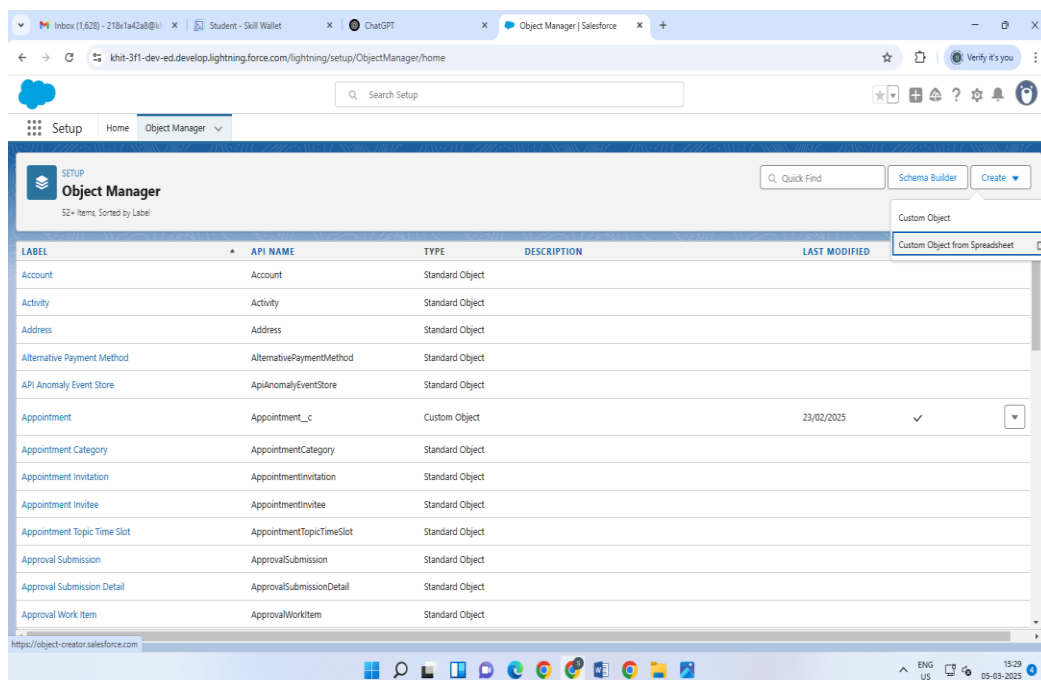 Inbox (1,628) - 218x1a42a8@kh
Student - Skill Wallet
ChatGPT
Object Manager | Salesforce
khit-3f1-dev-ed.develop.lightning.force.com/lightning/setup/ObjectManager/home
Verify it's you
Search Setup
Setup Home Object Manager
SETUP
Object Manager
52+ Items, Sorted by Label
Quick Find
Schema Builder
Create
Custom Object
Custom Object from Spreadsheet
LABEL API NAME TYPE DESCRIPTION LAST MODIFIED
Account Account Standard Object
Activity Activity Standard Object
Address Address Standard Object
Alternative Payment Method AlternativePaymentMethod Standard Object
API Anomaly Event Store ApiAnomalyEventStore Standard Object
Appointment Appointment__c Custom Object 23/02/2025
Appointment Category AppointmentCategory Standard Object
Appointment Invitation AppointmentInvitation Standard Object
Appointment Invitee AppointmentInvitee Standard Object
Appointment Topic Time Slot AppointmentTopicTimeSlot Standard Object
Approval Submission ApprovalSubmission Standard Object
Approval Submission Detail ApprovalSubmissionDetail Standard Object
Approval Work Item ApprovalWorkItem Standard Object
https://object-creator.salesforce.com
ENG
US
15:29
05-03-2025
4